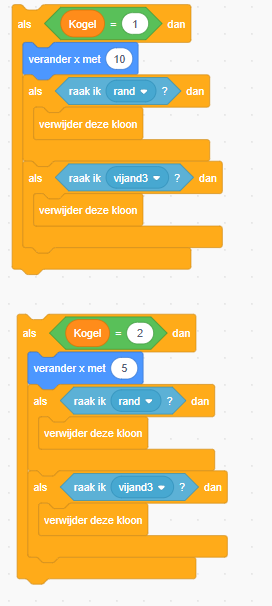 als Kogel = 1 dan
verander x met 10
als raak ik rand ? dan
verwijder deze kloon
als raak ik vijand3 ? dan
verwijder deze kloon
als Kogel = 2 dan
verander x met 5
als raak ik rand ? dan
verwijder deze kloon
als raak ik vijand3 ? dan
verwijder deze kloon